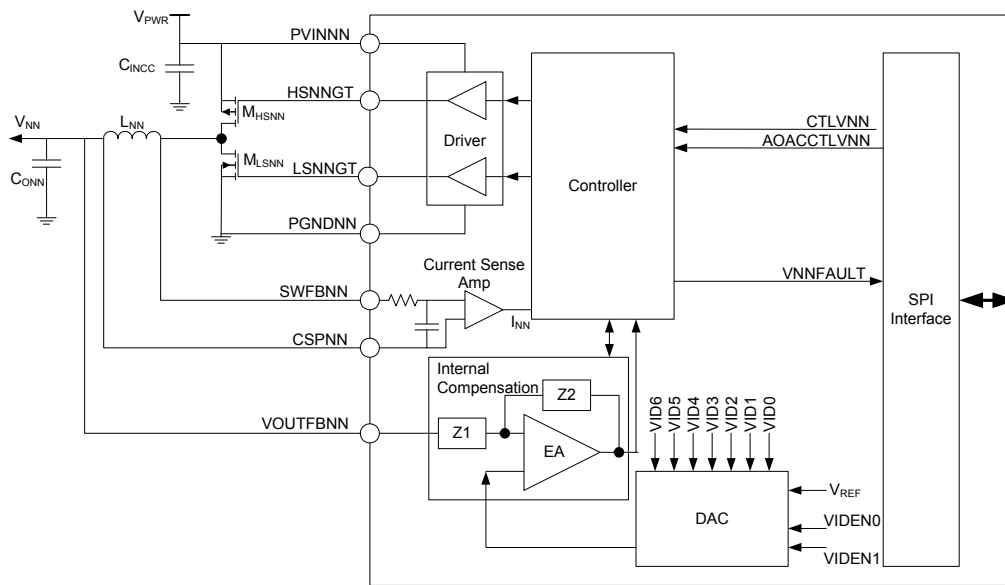 VPWR
PVINNN
CINCC
HSNNGT
MHSNN
VNN
LNN
Driver
MLSNN
LSNNGT
CONN
PGNDNN
Controller
CTLVNN
AOACCTLVNN
VNNFAULT
SPI
Interface
Current Sense
Amp
SWFBNN
INN
CSPNN
Internal
Compensation
Z2
VOUTFBNN
Z1
EA
VID6
VID5
VID4
VID3
VID2
VID1
VID0
DAC
VREF
VIDEN0
VIDEN1